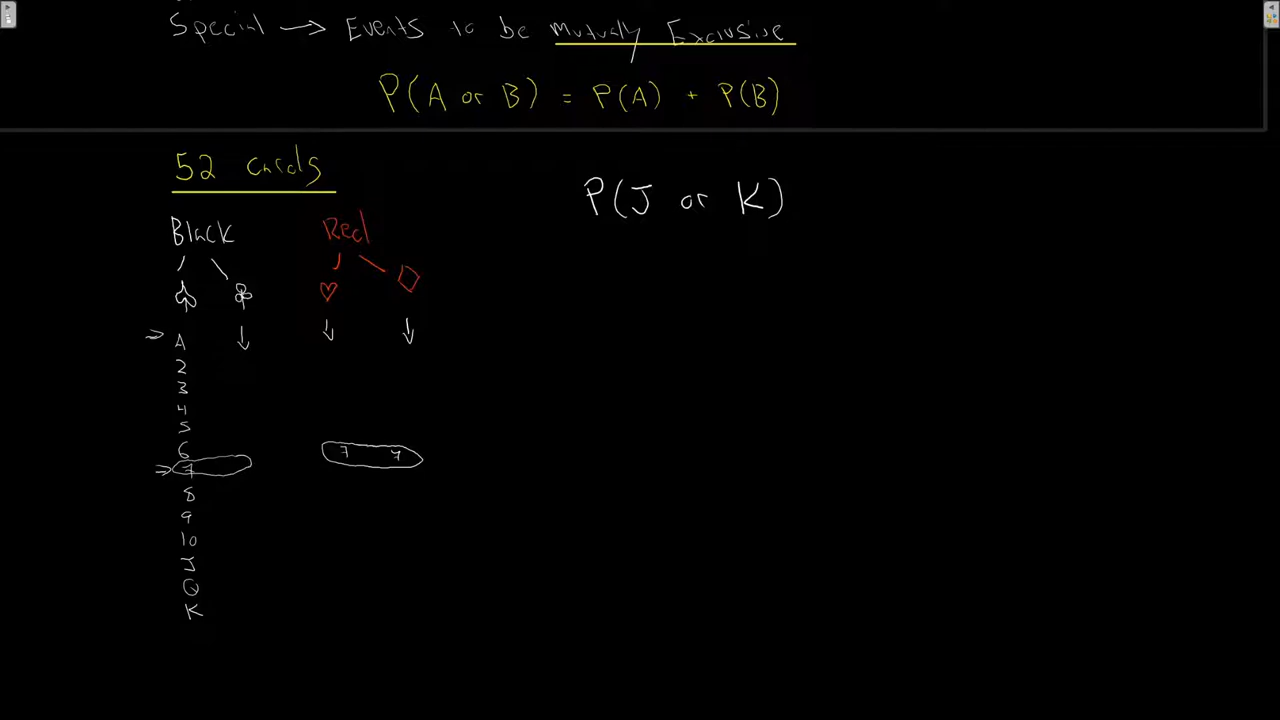 Special → Events to be Mutually Exclusive
P(A or B) = P(A) + P(B)
52 Cards
P(J or K)
Black Red
A
2
3
4
5
6
7 7 7
8
9
10
J
Q
K